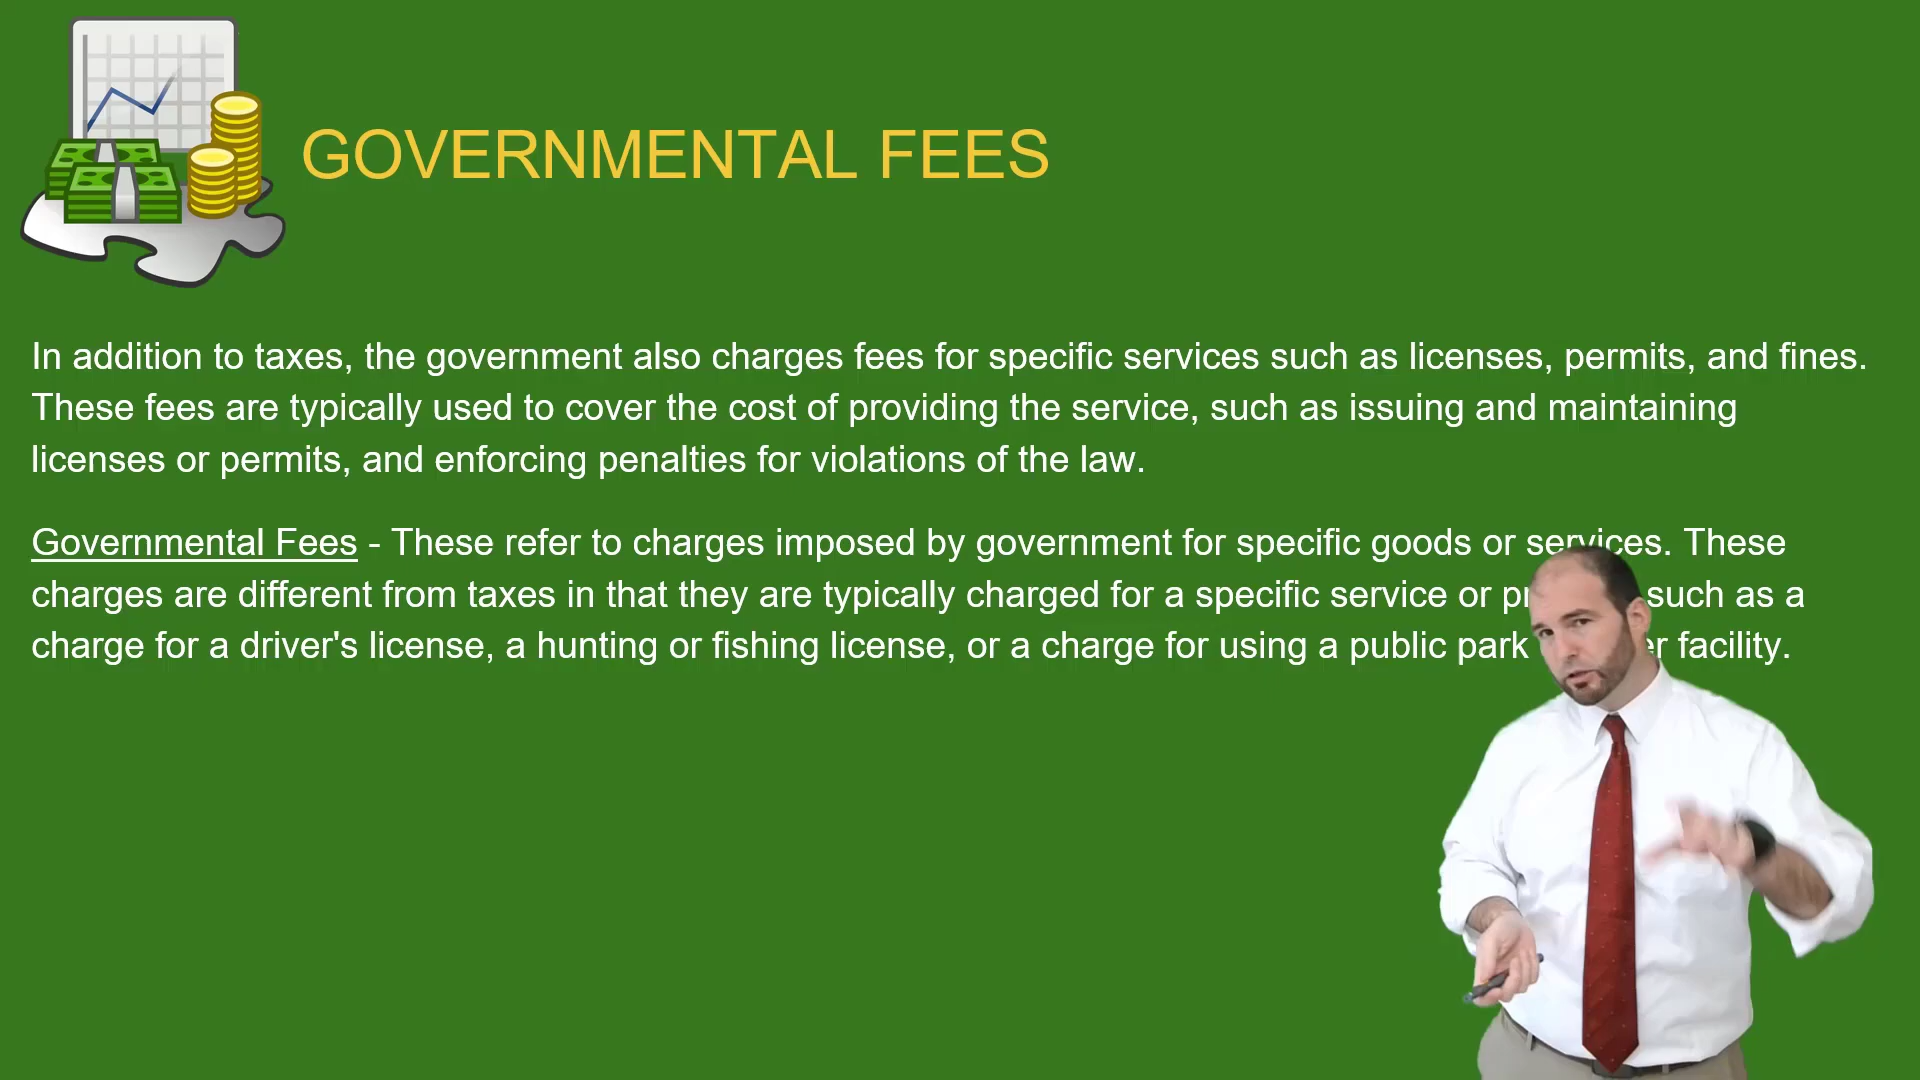 GOVERNMENTAL FEES
In addition to taxes, the government also charges fees for specific services such as licenses, permits, and fines.
These fees are typically used to cover the cost of providing the service, such as issuing and maintaining
licenses or permits, and enforcing penalties for violations of the law.
Governmental Fees - These refer to charges imposed by government for specific goods or services. These
charges are different from taxes in that they are typically charged for a specific service or such as a
charge for a driver's license, a hunting or fishing license, or a charge for using a public park facility.